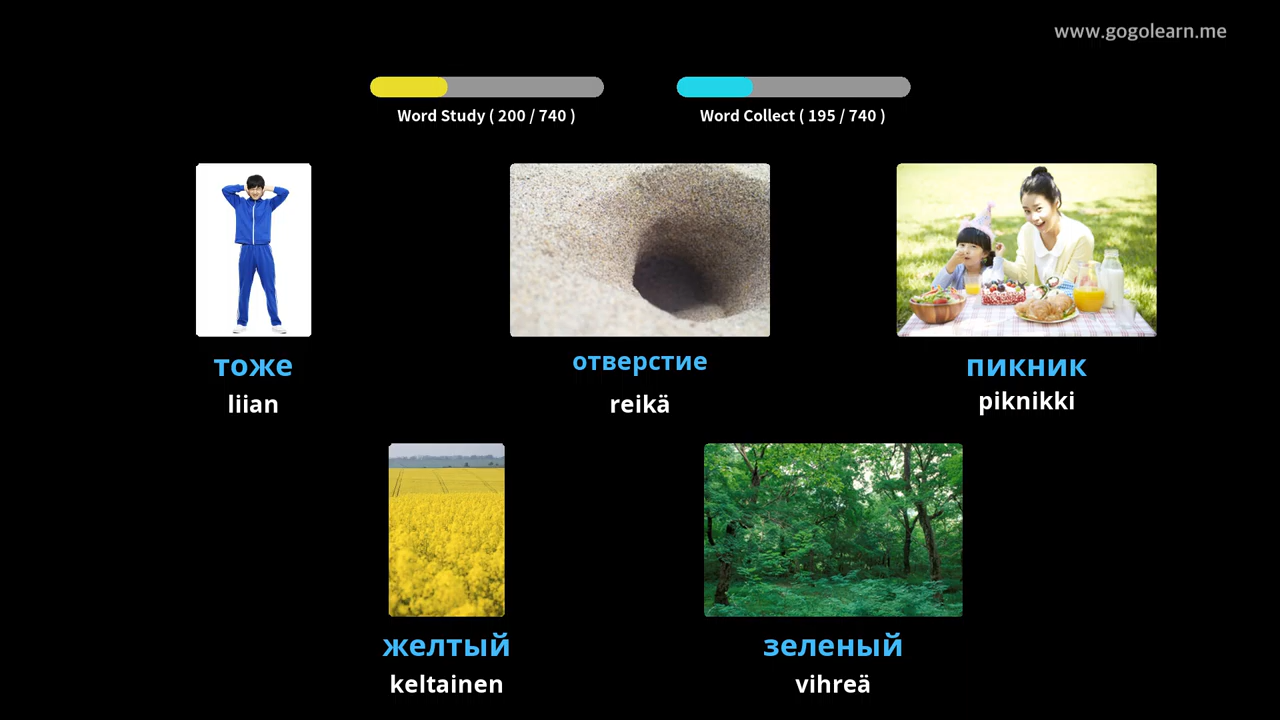 www.gogolearn.me
Word Study ( 200 / 740 )
Word Collect ( 195 / 740 )
тоже
liian
отверстие
reikä
пикник
piknikki
желтый
keltainen
зеленый
vihreä